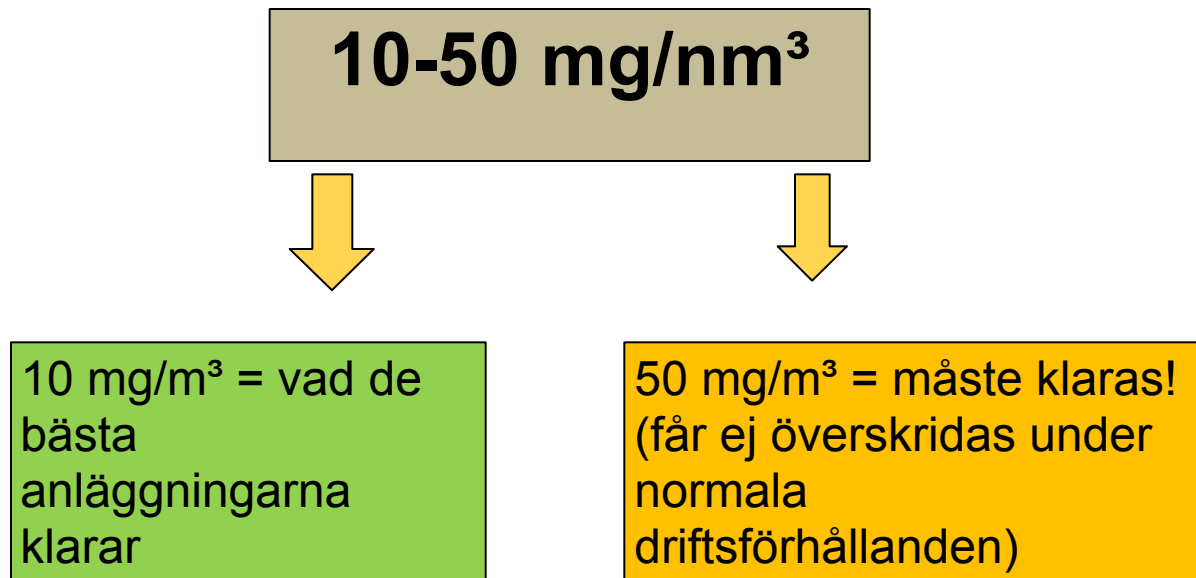 10-50 mg/nm³
10 mg/m³ = vad de
bästa
anläggningarna
klarar
50 mg/m³ = måste klaras!
(får ej överskridas under
normala
driftsförhållanden)